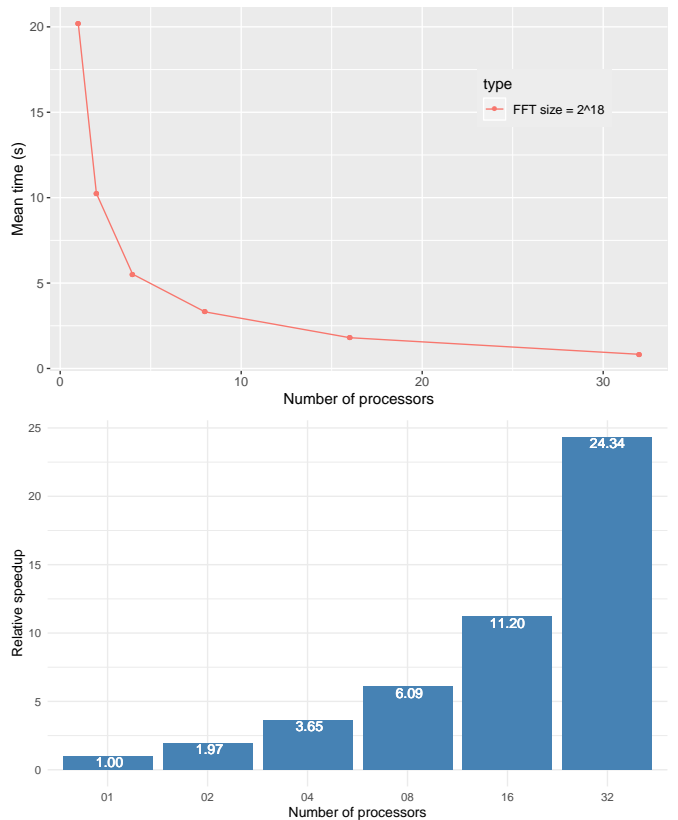 20
15
10
5
0
Mean time (s)
type
FFT size = 2^18
0 10 20 30
Number of processors
25
20
15
10
5
0
Relative speedup
1.00 1.97 3.65 6.09 11.20 24.34
01 02 04 08 16 32
Number of processors